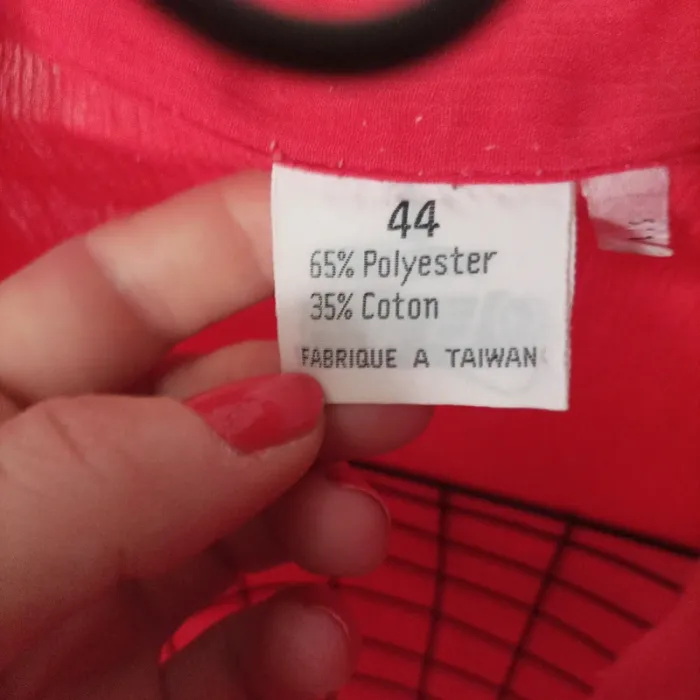 44
65% Polyester
35% Coton
FABRIQUE A TAIWAN